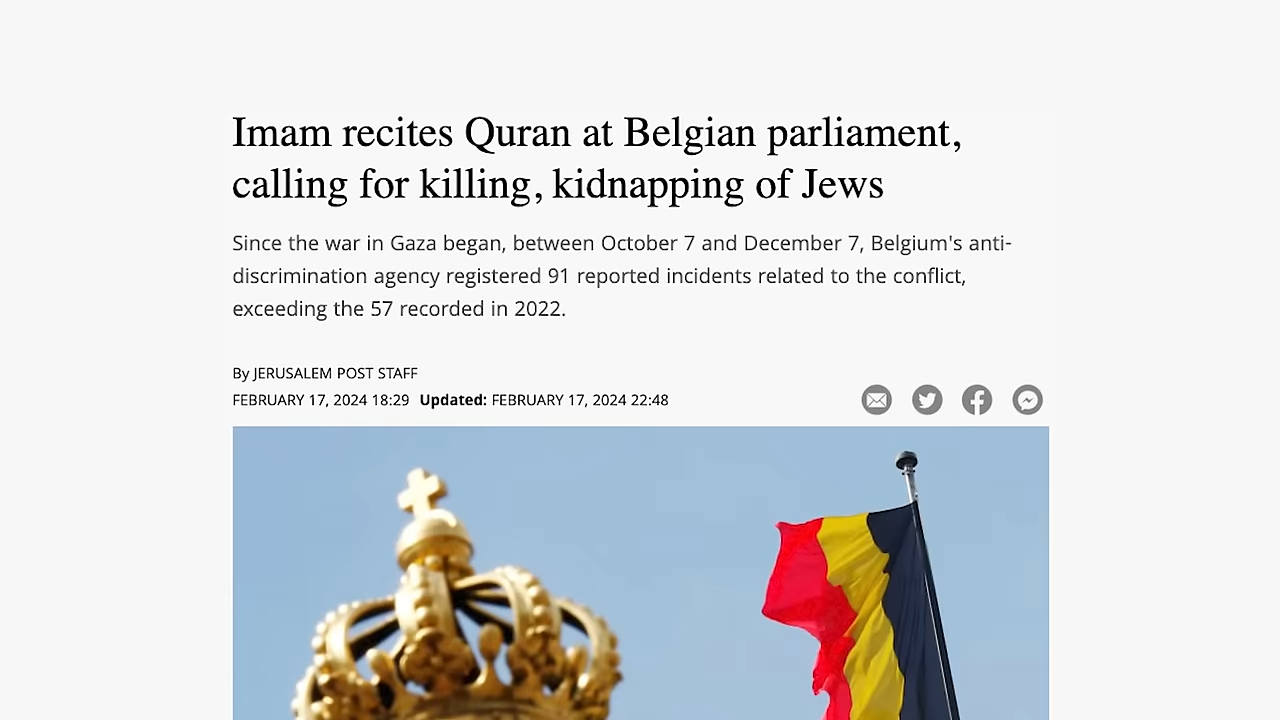 Imam recites Quran at Belgian parliament,
calling for killing, kidnapping of Jews
Since the war in Gaza began, between October 7 and December 7, Belgium's anti-
discrimination agency registered 91 reported incidents related to the conflict,
exceeding the 57 recorded in 2022.
By JERUSALEM POST STAFF
FEBRUARY 17, 2024 18:29 Updated: FEBRUARY 17, 2024 22:48